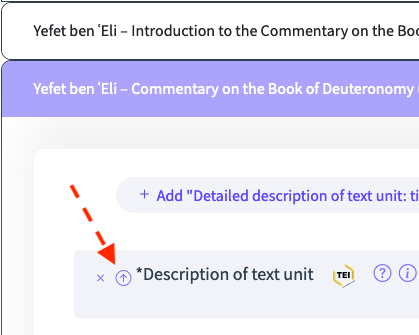 Yefet ben ʿEli – Introduction to the Commentary on the Boo
Yefet ben ʿEli – Commentary on the Book of Deuteronomy
+ Add "Detailed description of text unit: ti
× ↑ *Description of text unit TEI ? i